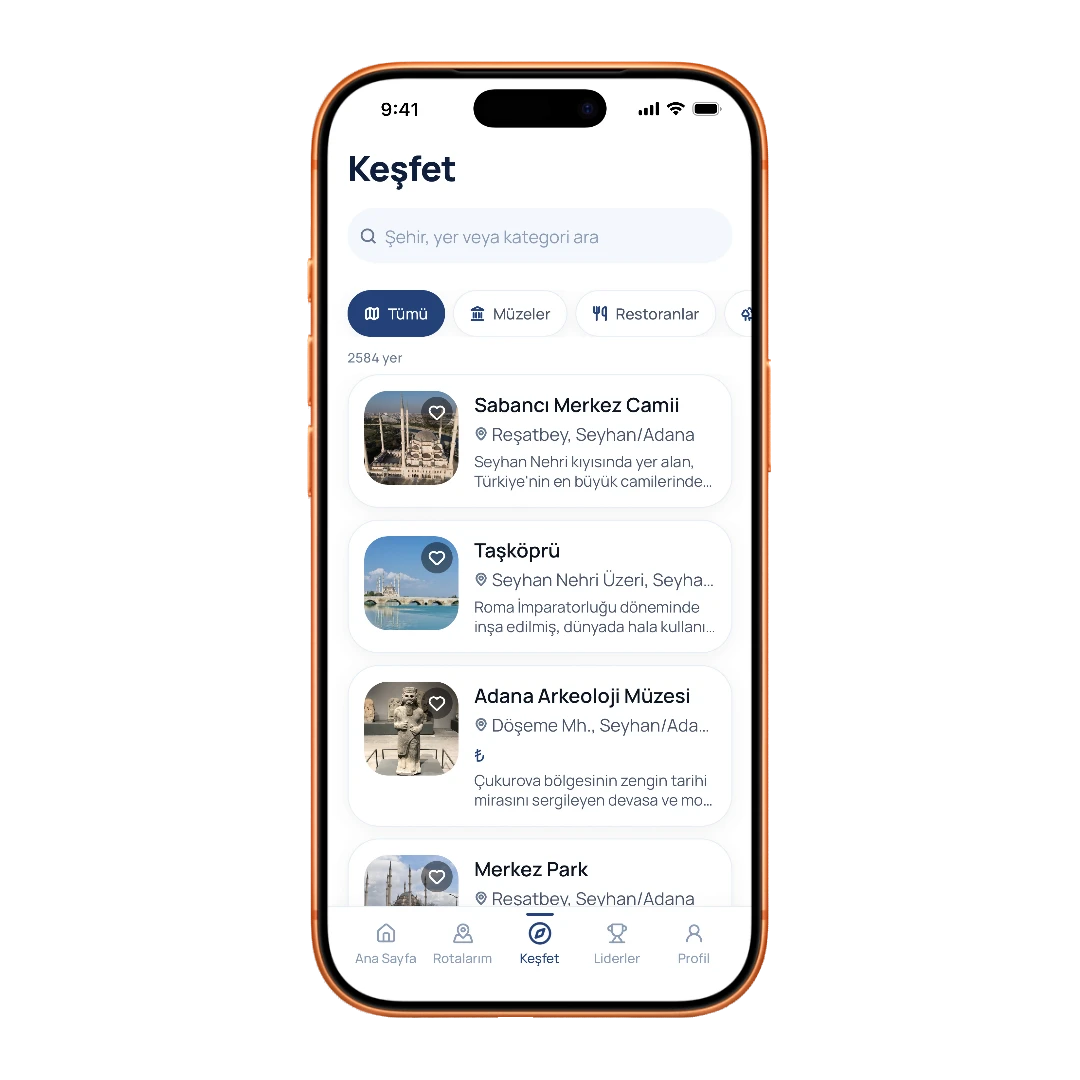 9:41
Keşfet
Şehir, yer veya kategori ara
Tümü
Müzeler
Restoranlar
2584 yer
Sabancı Merkez Camii
Reşatbey, Seyhan/Adana
Seyhan Nehri kıyısında yer alan,
Türkiye'nin en büyük camilerinde...
Taşköprü
Seyhan Nehri Üzeri, Seyha...
Roma İmparatorluğu döneminde
inşa edilmiş, dünyada hala kullanı...
Adana Arkeoloji Müzesi
Döşeme Mh., Seyhan/Ada...
₺
Çukurova bölgesinin zengin tarihi
mirasını sergileyen devasa ve mo...
Merkez Park
Reşatbey, Seyhan/Adana
Ana Sayfa
Rotalarım
Keşfet
Liderler
Profil